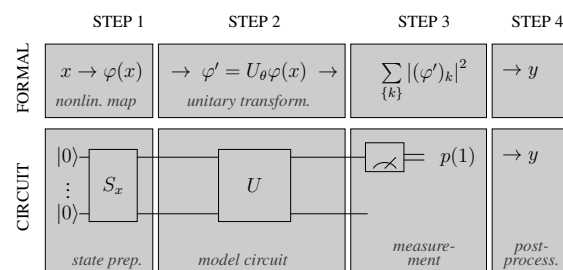 STEP 1 STEP 2 STEP 3 STEP 4
FORMAL
x → φ(x) → φ′ = U_θφ(x) → ∑_{k} |(φ′)_k|² → y
nonlin. map unitary transform.
CIRCUIT
|0⟩ S_x U p(1) → y
⋮
|0⟩
state prep. model circuit measure-
ment post-
process.